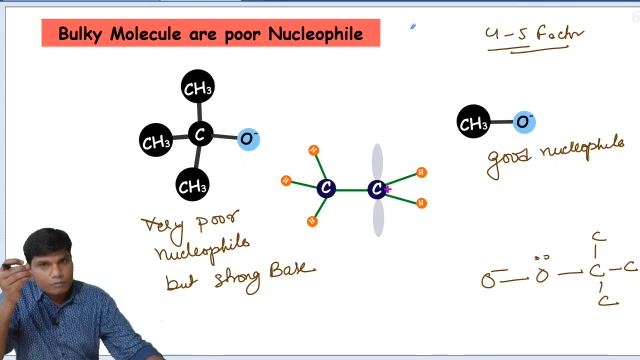 Bulky Molecule are poor Nucleophile
4-5 Factor
CH3
CH3
C
O-
CH3
CH3
O-
good nucleophile
H
H
H
C
C
+
H
H
very poor
nucleophile
but strong Base
C
O-
O
C
C
C